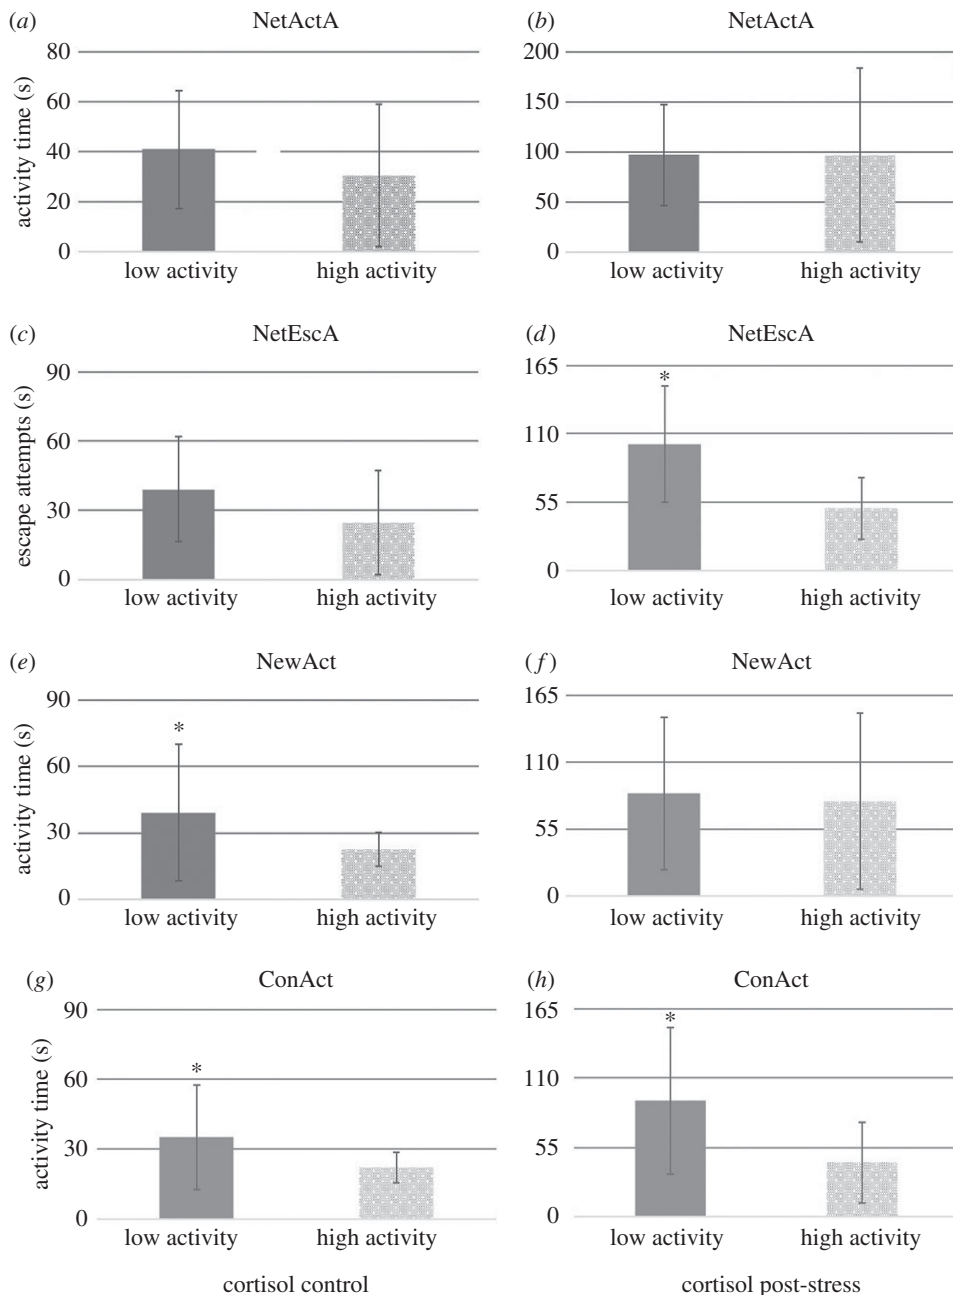 (a) NetActA
(b) NetActA
activity time (s)
80
60
40
20
0
low activity high activity
200
150
100
50
0
low activity high activity
(c) NetEscA
(d) NetEscA
escape attempts (s)
90
60
30
0
low activity high activity
165
110
55
0
*
low activity high activity
(e) NewAct
(f) NewAct
activity time (s)
90
60
30
0
*
low activity high activity
165
110
55
0
low activity high activity
(g) ConAct
(h) ConAct
activity time (s)
90
60
30
0
*
low activity high activity
165
110
55
0
*
low activity high activity
cortisol control
cortisol post-stress